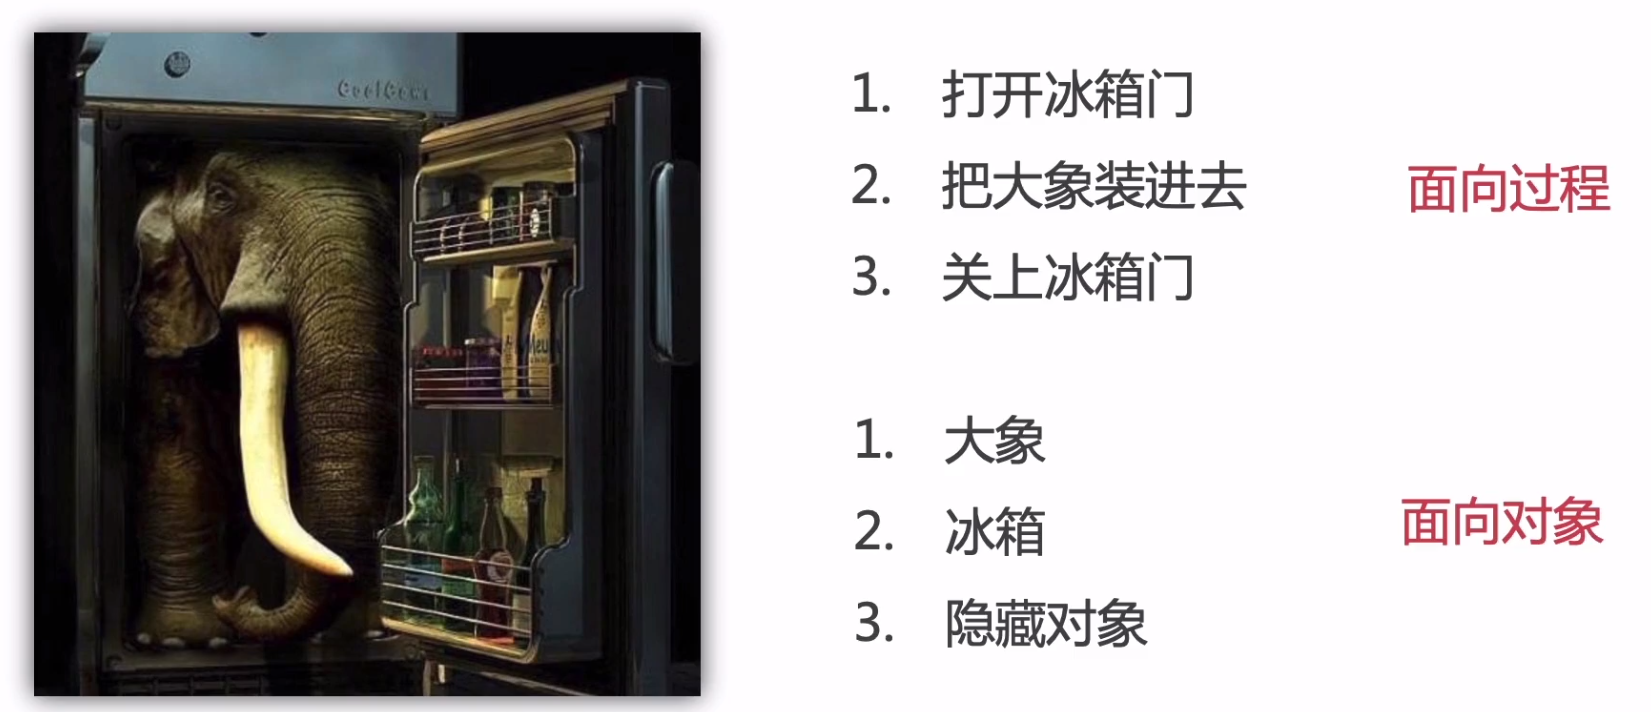 CoolGowi
1. 打开冰箱门
2. 把大象装进去
面向过程
3. 关上冰箱门
1. 大象
2. 冰箱
面向对象
3. 隐藏对象